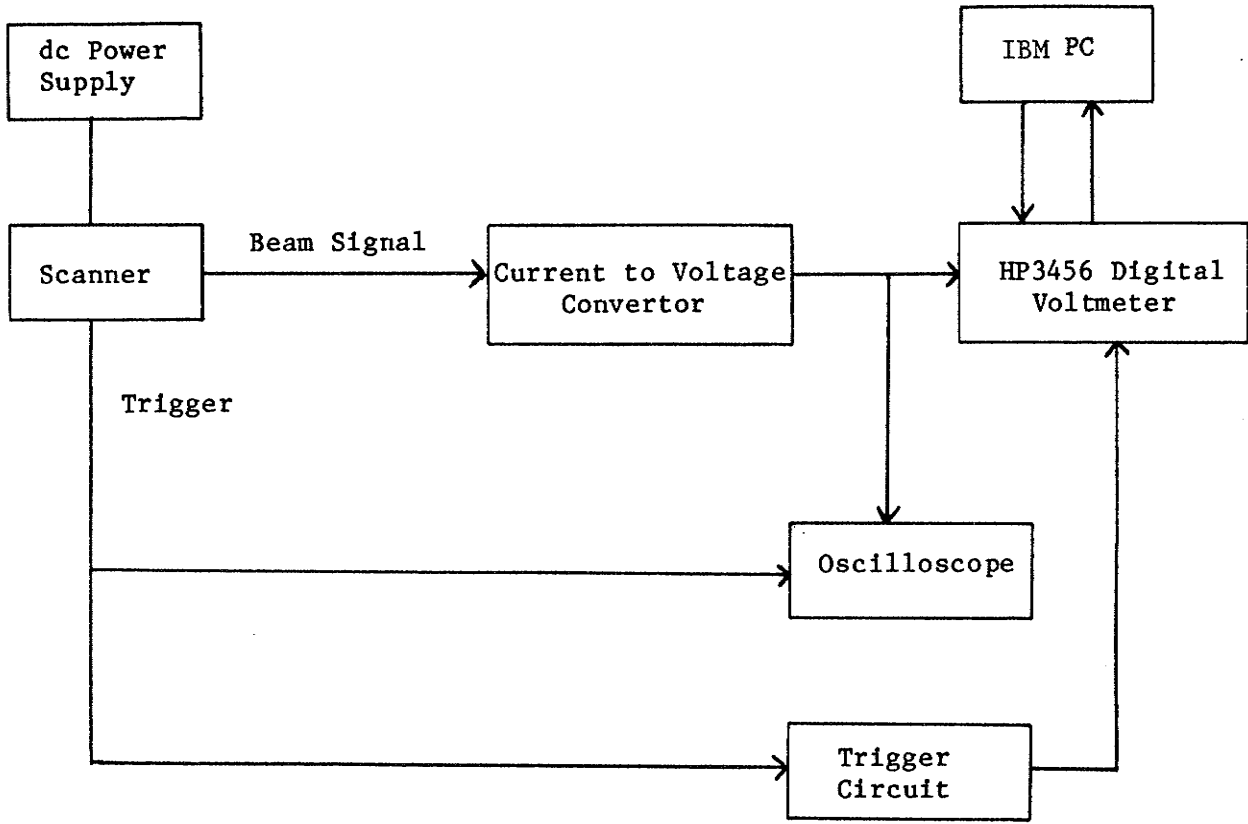 dc Power
Supply
IBM PC
Scanner
Beam Signal
Current to Voltage
Convertor
HP3456 Digital
Voltmeter
Trigger
Oscilloscope
Trigger
Circuit